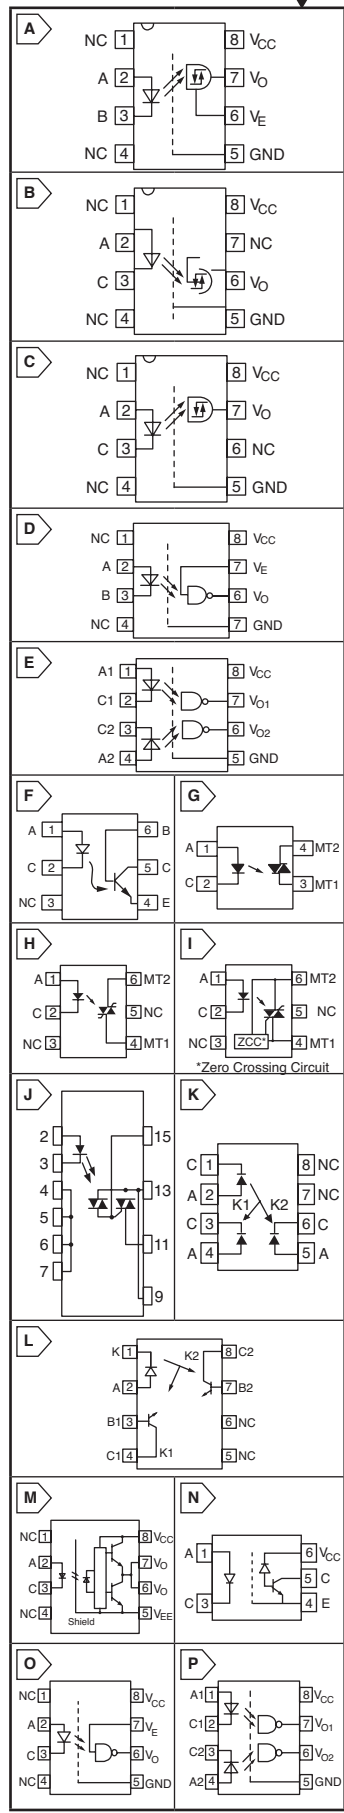 A
NC 1 8 VCC
A 2 7 VO
B 3 6 VE
NC 4 5 GND
B
NC 1 8 VCC
A 2 7 NC
C 3 6 VO
NC 4 5 GND
C
NC 1 8 VCC
A 2 7 VO
C 3 6 NC
NC 4 5 GND
D
NC 1 8 VCC
A 2 7 VE
B 3 6 VO
NC 4 7 GND
E
A1 1 8 VCC
C1 2 7 VO1
C2 3 6 VO2
A2 4 5 GND
F
A 1 6 B
C 2 5 C
NC 3 4 E
G
A 1 4 MT2
C 2 3 MT1
H
A 1 6 MT2
C 2 5 NC
NC 3 4 MT1
I
A 1 6 MT2
C 2 5 NC
NC 3 ZCC* 4 MT1
*Zero Crossing Circuit
J
2 15
3
4 13
5
6 11
7
9
K
C 1 8 NC
A 2 K1 K2 7 NC
C 3 6 C
A 4 5 A
L
K 1 K2 8 C2
A 2 7 B2
B1 3 6 NC
C1 4 K1 5 NC
M
NC 1 8 VCC
A 2 7 VO
C 3 6 VO
NC 4 Shield 5 VEE
N
A 1 6 VCC
5 C
C 3 4 E
O
NC 1 8 VCC
A 2 7 VE
C 3 6 VO
NC 4 5 GND
P
A1 1 8 VCC
C1 2 7 VO1
C2 3 6 VO2
A2 4 5 GND